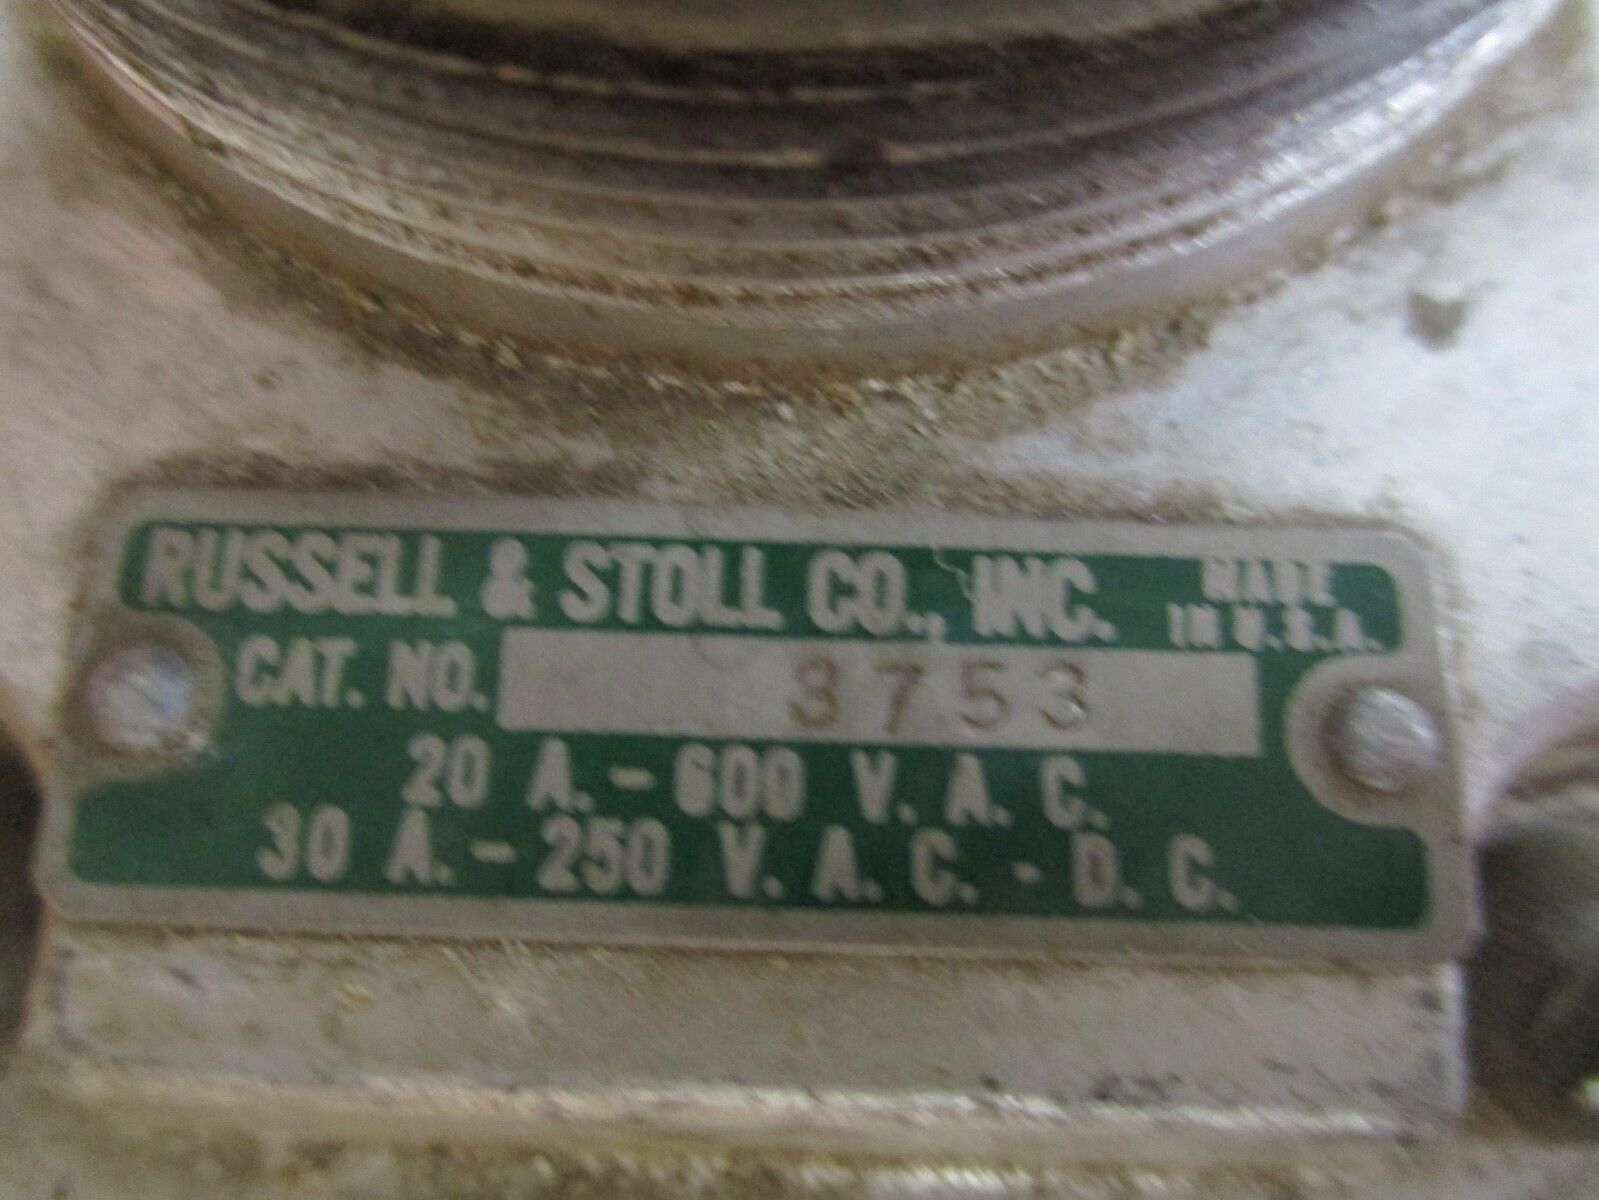 RUSSELL & STOLL CO., INC. MADE IN U.S.A.
CAT. NO. 3753
20 A. - 600 V. A. C.
30 A. - 250 V. A. C. - D. C.